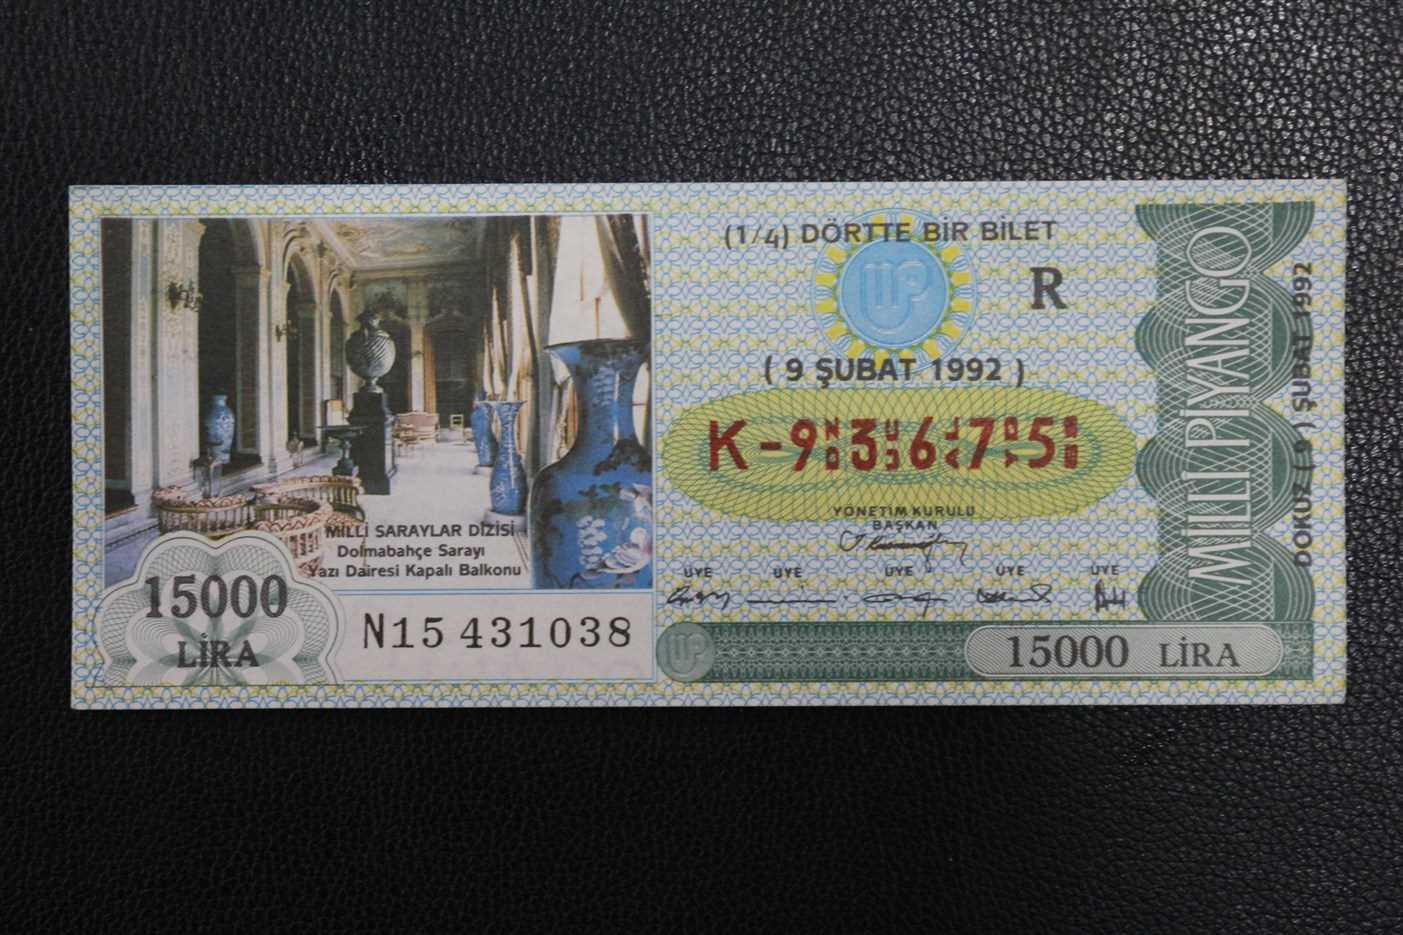 (1/4) DÖRTTE BİR BİLET
R
( 9 ŞUBAT 1992 )
K-93675
YÖNETİM KURULU
BAŞKAN
ÜYE ÜYE ÜYE ÜYE ÜYE
MİLLİ SARAYLAR DİZİSİ
Dolmabahçe Sarayı
Yazı Dairesi Kapalı Balkonu
15000
LİRA
N15 431038
15000 LİRA
MİLLİ PİYANGO
DOKUZ ( 9 ) ŞUBAT 1992